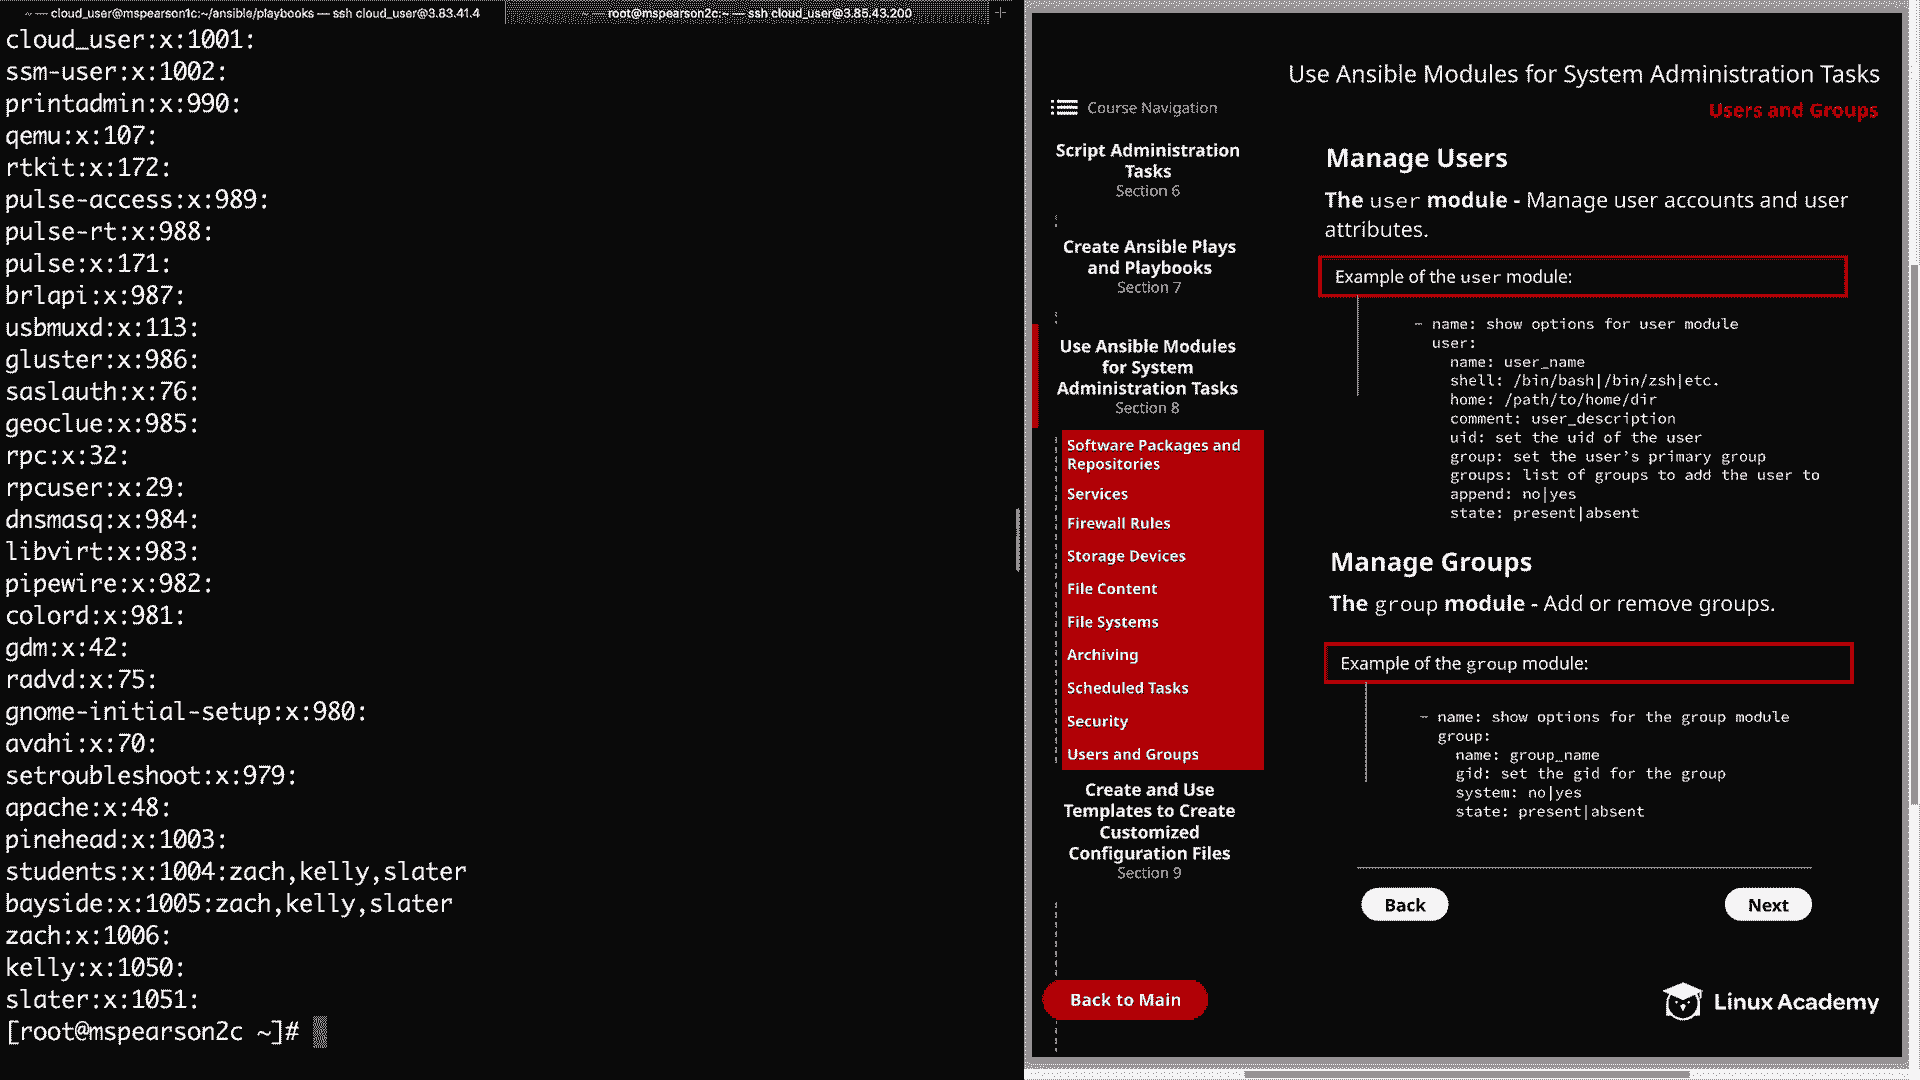 — cloud_user@mspearson1c:~/ansible/playbooks — ssh cloud_user@3.83.41.4
— root@mspearson2c:~ — ssh cloud_user@3.85.43.200
cloud_user:x:1001:
ssm-user:x:1002:
printadmin:x:990:
qemu:x:107:
rtkit:x:172:
pulse-access:x:989:
pulse-rt:x:988:
pulse:x:171:
brlapi:x:987:
usbmuxd:x:113:
gluster:x:986:
saslauth:x:76:
geoclue:x:985:
rpc:x:32:
rpcuser:x:29:
dnsmasq:x:984:
libvirt:x:983:
pipewire:x:982:
colord:x:981:
gdm:x:42:
radvd:x:75:
gnome-initial-setup:x:980:
avahi:x:70:
setroubleshoot:x:979:
apache:x:48:
pinehead:x:1003:
students:x:1004:zach,kelly,slater
bayside:x:1005:zach,kelly,slater
zach:x:1006:
kelly:x:1050:
slater:x:1051:
[root@mspearson2c ~]#
Use Ansible Modules for System Administration Tasks
Users and Groups
Course Navigation
Script Administration
Tasks
Section 6
Create Ansible Plays
and Playbooks
Section 7
Use Ansible Modules
for System
Administration Tasks
Section 8
Software Packages and
Repositories
Services
Firewall Rules
Storage Devices
File Content
File Systems
Archiving
Scheduled Tasks
Security
Users and Groups
Create and Use
Templates to Create
Customized
Configuration Files
Section 9
Back to Main
Manage Users
The user module - Manage user accounts and user
attributes.
Example of the user module:
- name: show options for user module
user:
name: user_name
shell: /bin/bash|/bin/zsh|etc.
home: /path/to/home/dir
comment: user_description
uid: set the uid of the user
group: set the user's primary group
groups: list of groups to add the user to
append: no|yes
state: present|absent
Manage Groups
The group module - Add or remove groups.
Example of the group module:
- name: show options for the group module
group:
name: group_name
gid: set the gid for the group
system: no|yes
state: present|absent
Back
Next
Linux Academy